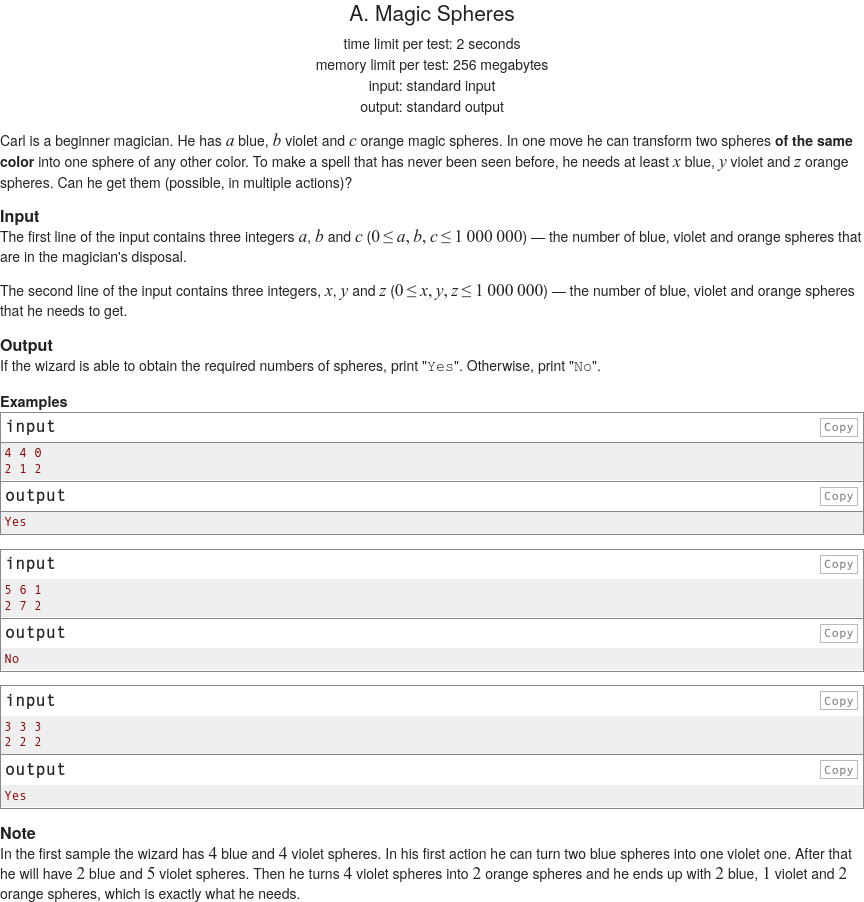 A. Magic Spheres
time limit per test: 2 seconds
memory limit per test: 256 megabytes
input: standard input
output: standard output
Carl is a beginner magician. He has a blue, b violet and c orange magic spheres. In one move he can transform two spheres of the same
color into one sphere of any other color. To make a spell that has never been seen before, he needs at least x blue, y violet and z orange
spheres. Can he get them (possible, in multiple actions)?
Input
The first line of the input contains three integers a, b and c (0 ≤ a, b, c ≤ 1 000 000) — the number of blue, violet and orange spheres that
are in the magician's disposal.
The second line of the input contains three integers, x, y and z (0 ≤ x, y, z ≤ 1 000 000) — the number of blue, violet and orange spheres
that he needs to get.
Output
If the wizard is able to obtain the required numbers of spheres, print "Yes". Otherwise, print "No".
Examples
input Copy
4 4 0
2 1 2
output Copy
Yes
input Copy
5 6 1
2 7 2
output Copy
No
input Copy
3 3 3
2 2 2
output Copy
Yes
Note
In the first sample the wizard has 4 blue and 4 violet spheres. In his first action he can turn two blue spheres into one violet one. After that
he will have 2 blue and 5 violet spheres. Then he turns 4 violet spheres into 2 orange spheres and he ends up with 2 blue, 1 violet and 2
orange spheres, which is exactly what he needs.